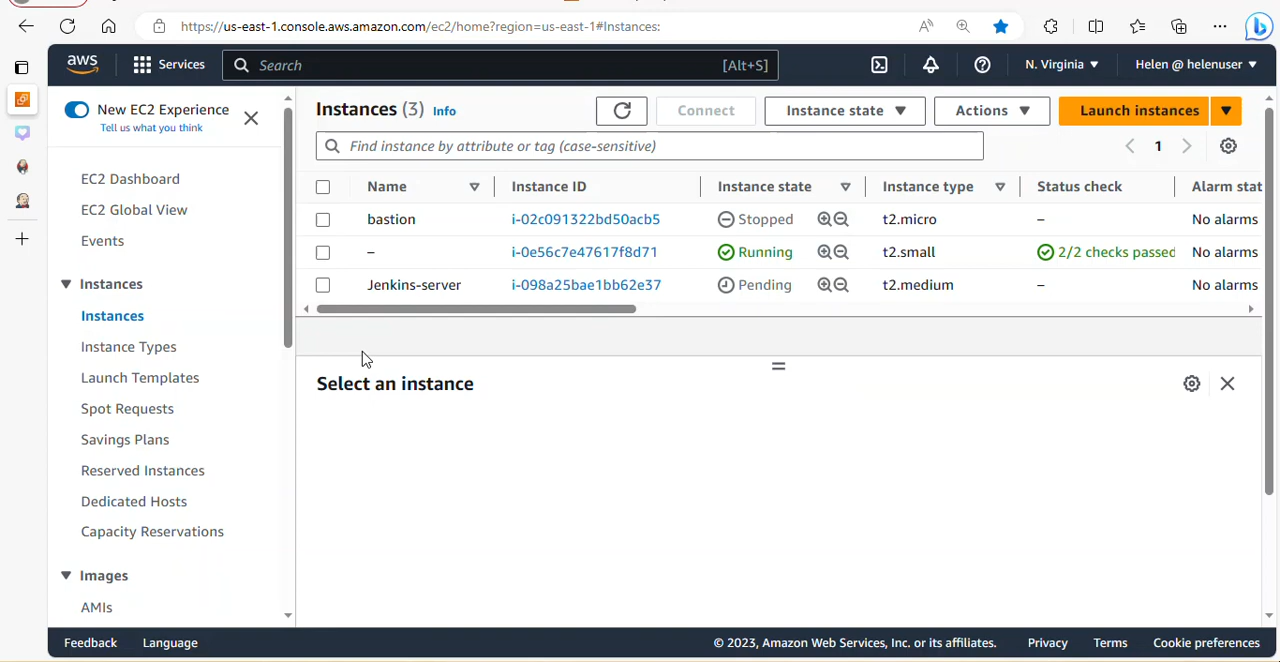 https://us-east-1.console.aws.amazon.com/ec2/home?region=us-east-1#Instances:
aws
Services
Search
[Alt+S]
N. Virginia
Helen @ helenuser
New EC2 Experience
Tell us what you think
EC2 Dashboard
EC2 Global View
Events
Instances
Instances
Instance Types
Launch Templates
Spot Requests
Savings Plans
Reserved Instances
Dedicated Hosts
Capacity Reservations
Images
AMIs
Instances (3) Info
Connect
Instance state
Actions
Launch instances
Find instance by attribute or tag (case-sensitive)
1
Name Instance ID Instance state Instance type Status check Alarm stat
bastion i-02c091322bd50acb5 Stopped t2.micro – No alarms
– i-0e56c7e47617f8d71 Running t2.small 2/2 checks passed No alarms
Jenkins-server i-098a25bae1bb62e37 Pending t2.medium – No alarms
Select an instance
Feedback Language © 2023, Amazon Web Services, Inc. or its affiliates. Privacy Terms Cookie preferences